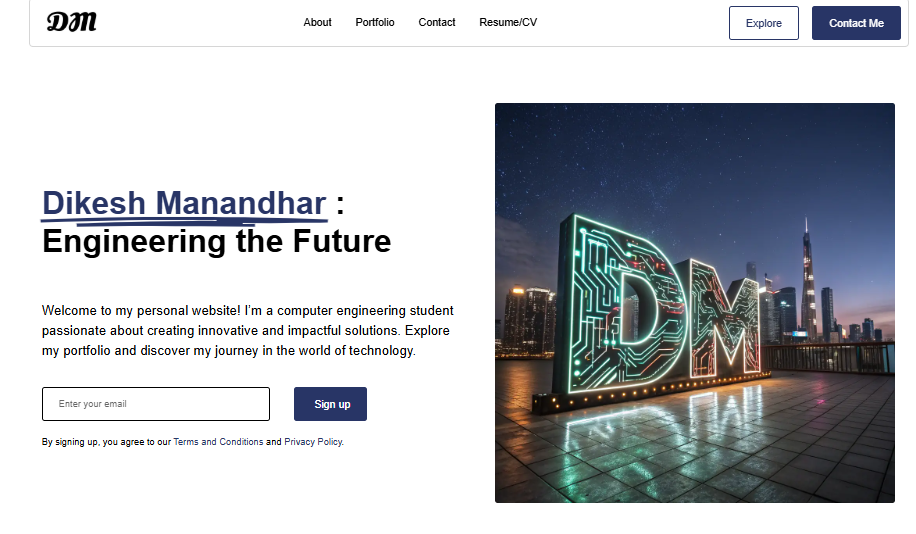 DM
About Portfolio Contact Resume/CV Explore Contact Me
Dikesh Manandhar :
Engineering the Future
Welcome to my personal website! I'm a computer engineering student
passionate about creating innovative and impactful solutions. Explore
my portfolio and discover my journey in the world of technology.
Enter your email Sign up
By signing up, you agree to our Terms and Conditions and Privacy Policy.
DM